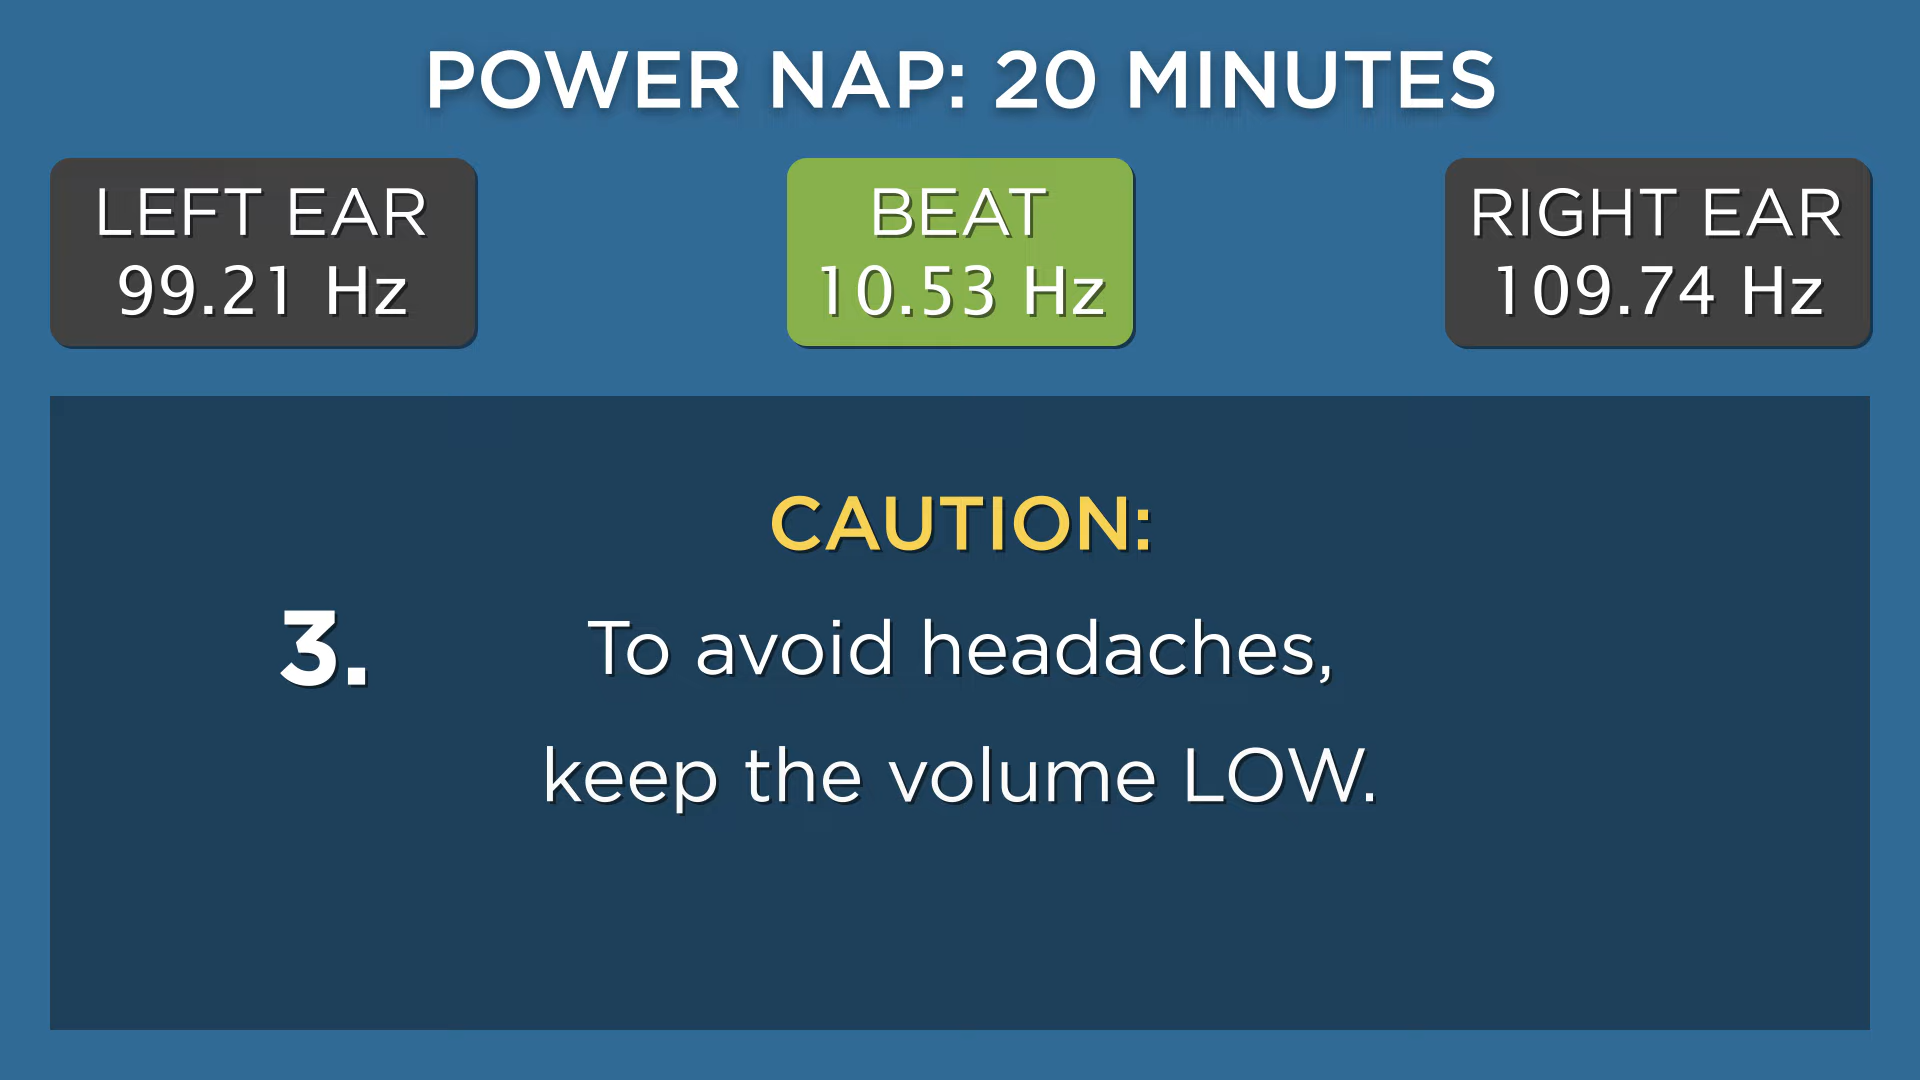 POWER NAP: 20 MINUTES
LEFT EAR
99.21 Hz
BEAT
10.53 Hz
RIGHT EAR
109.74 Hz
CAUTION:
3. To avoid headaches,
keep the volume LOW.